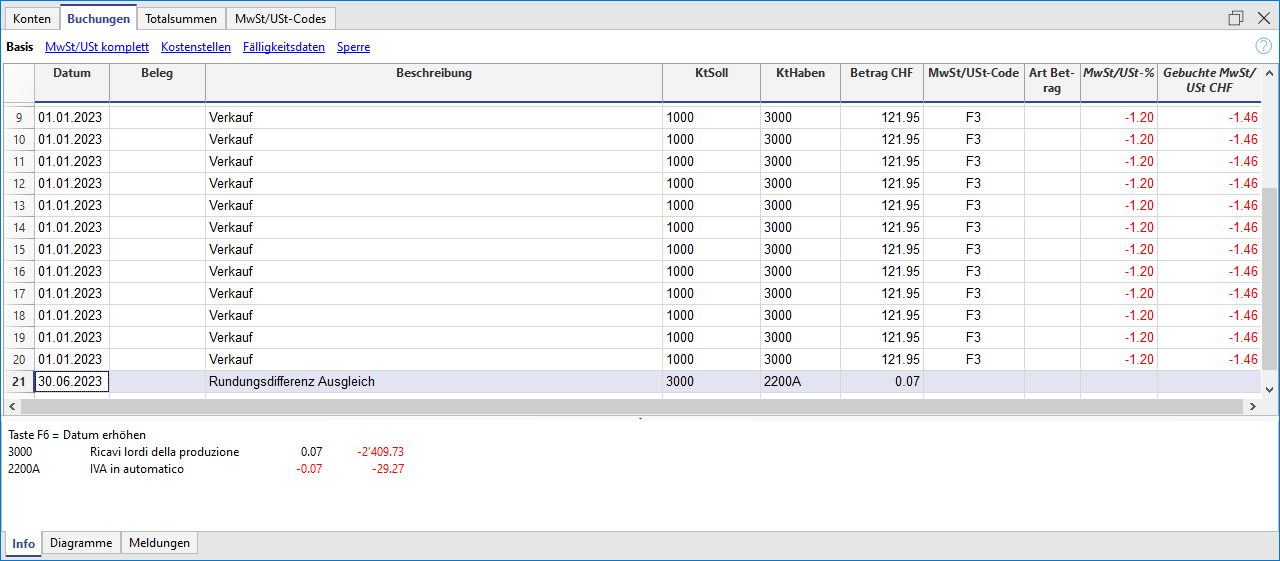 Konten Buchungen Totalsummen MwSt/USt-Codes
Basis MwSt/USt komplett Kostenstellen Fälligkeitsdaten Sperre ?
Datum Beleg Beschreibung KtSoll KtHaben Betrag CHF MwSt/USt-Code Art Bet- MwSt/USt-% Gebuchte MwSt/
rag USt CHF
9 01.01.2023 Verkauf 1000 3000 121.95 F3 -1.20 -1.46
10 01.01.2023 Verkauf 1000 3000 121.95 F3 -1.20 -1.46
11 01.01.2023 Verkauf 1000 3000 121.95 F3 -1.20 -1.46
12 01.01.2023 Verkauf 1000 3000 121.95 F3 -1.20 -1.46
13 01.01.2023 Verkauf 1000 3000 121.95 F3 -1.20 -1.46
14 01.01.2023 Verkauf 1000 3000 121.95 F3 -1.20 -1.46
15 01.01.2023 Verkauf 1000 3000 121.95 F3 -1.20 -1.46
16 01.01.2023 Verkauf 1000 3000 121.95 F3 -1.20 -1.46
17 01.01.2023 Verkauf 1000 3000 121.95 F3 -1.20 -1.46
18 01.01.2023 Verkauf 1000 3000 121.95 F3 -1.20 -1.46
19 01.01.2023 Verkauf 1000 3000 121.95 F3 -1.20 -1.46
20 01.01.2023 Verkauf 1000 3000 121.95 F3 -1.20 -1.46
21 30.06.2023 Rundungsdifferenz Ausgleich 3000 2200A 0.07
Taste F6 = Datum erhöhen
3000 Ricavi lordi della produzione 0.07 -2'409.73
2200A IVA in automatico -0.07 -29.27
Info Diagramme Meldungen